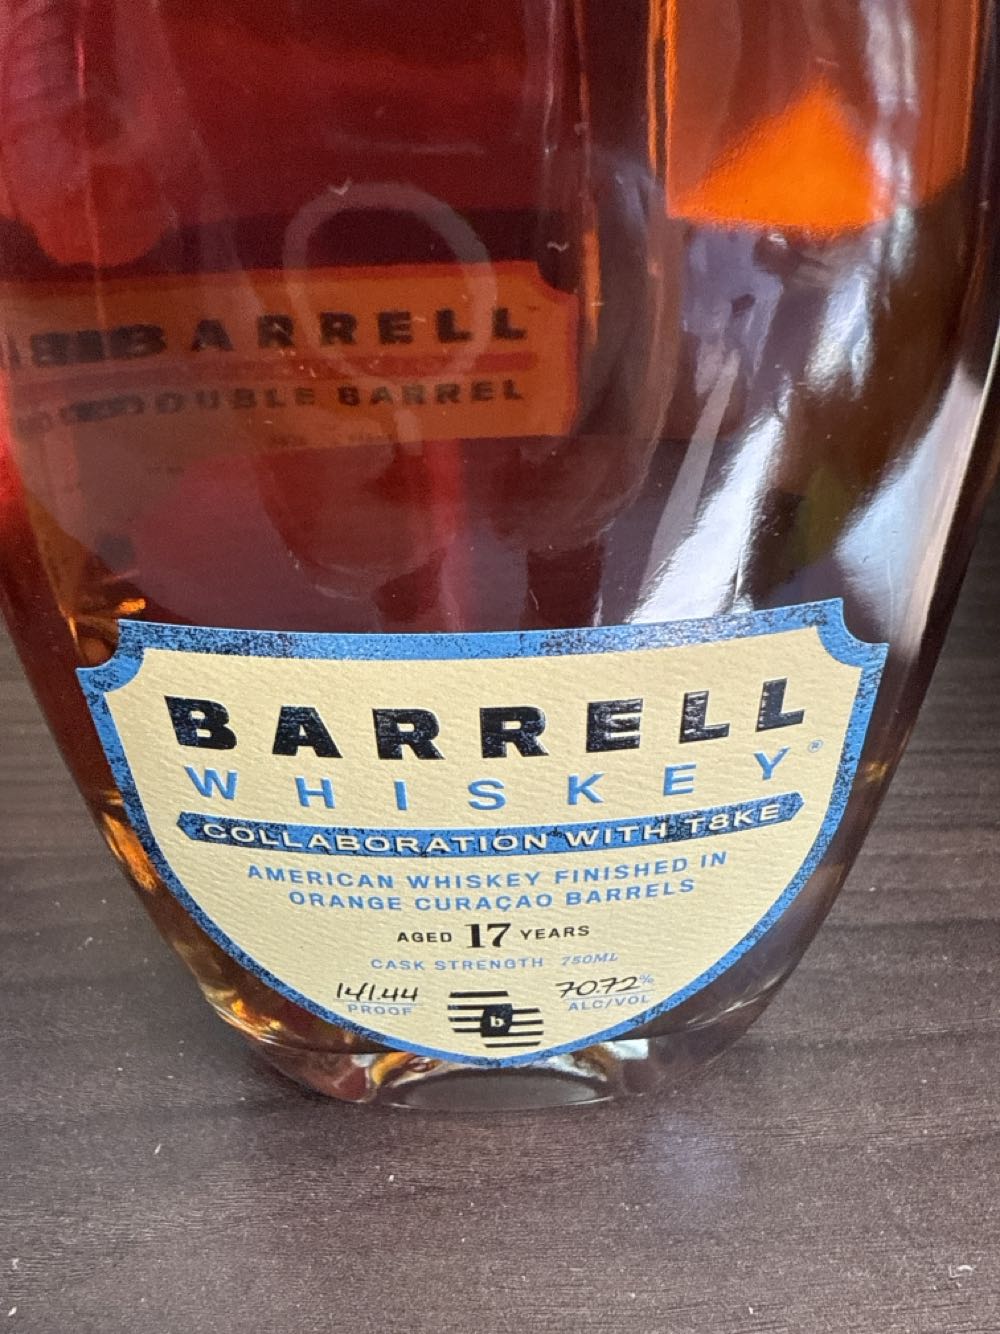 BARRELL
DOUBLE BARREL
BARRELL
WHISKEY®
COLLABORATION WITH T8KE
AMERICAN WHISKEY FINISHED IN
ORANGE CURAÇAO BARRELS
AGED 17 YEARS
CASK STRENGTH 750ML
141.44 70.72%
PROOF b ALC/VOL